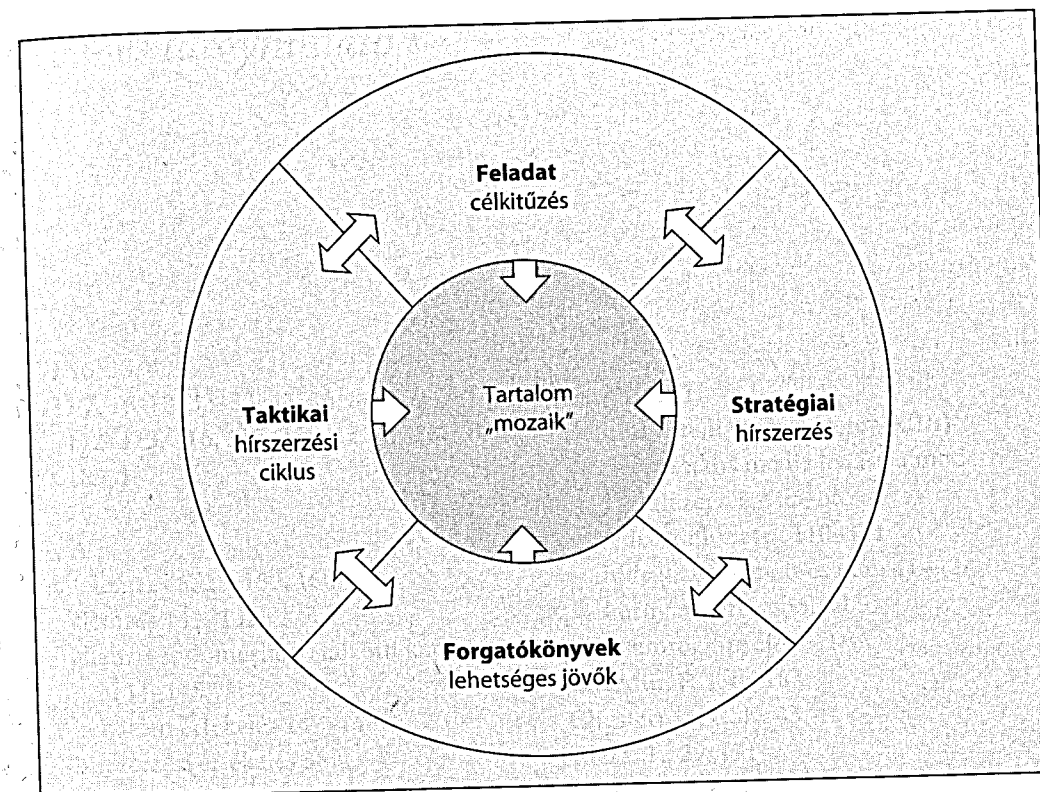 Feladat
célkitűzés
Tartalom
„mozaik”
Taktikai
hírszerzési
ciklus
Stratégiai
hírszerzés
Forgatókönyvek
lehetséges jövők